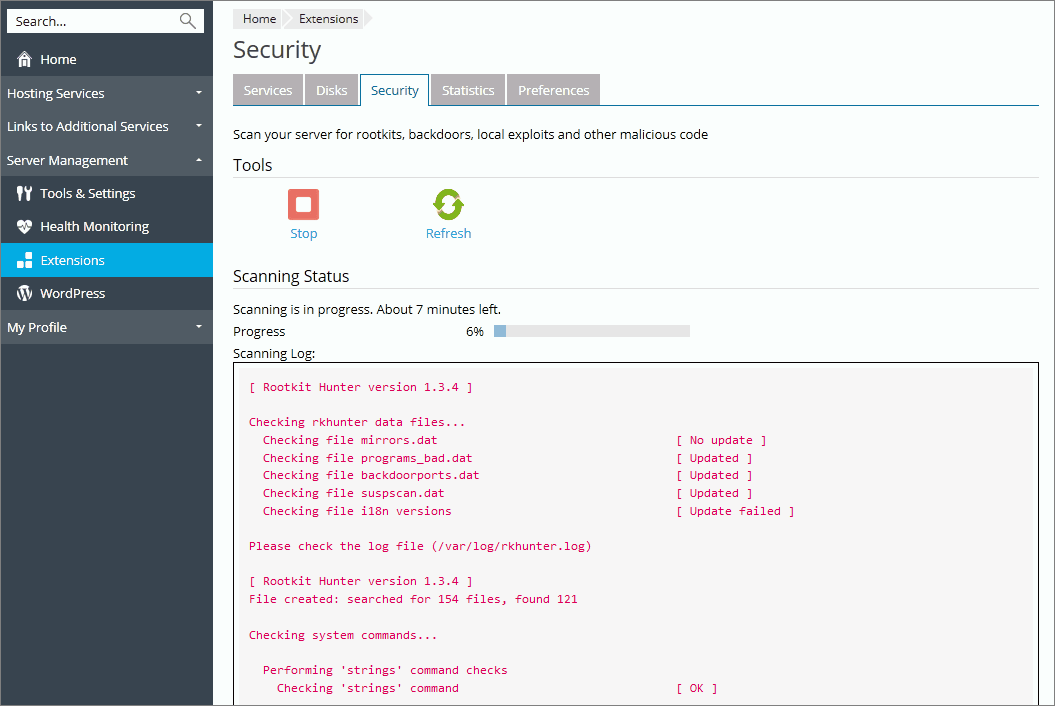 Search...
Home
Hosting Services
Links to Additional Services
Server Management
Tools & Settings
Health Monitoring
Extensions
WordPress
My Profile
Home Extensions
Security
Services Disks Security Statistics Preferences
Scan your server for rootkits, backdoors, local exploits and other malicious code
Tools
Stop Refresh
Scanning Status
Scanning is in progress. About 7 minutes left.
Progress 6%
Scanning Log:
[ Rootkit Hunter version 1.3.4 ]
Checking rkhunter data files...
Checking file mirrors.dat [ No update ]
Checking file programs_bad.dat [ Updated ]
Checking file backdoorports.dat [ Updated ]
Checking file suspscan.dat [ Updated ]
Checking file i18n versions [ Update failed ]
Please check the log file (/var/log/rkhunter.log)
[ Rootkit Hunter version 1.3.4 ]
File created: searched for 154 files, found 121
Checking system commands...
Performing 'strings' command checks
Checking 'strings' command [ OK ]